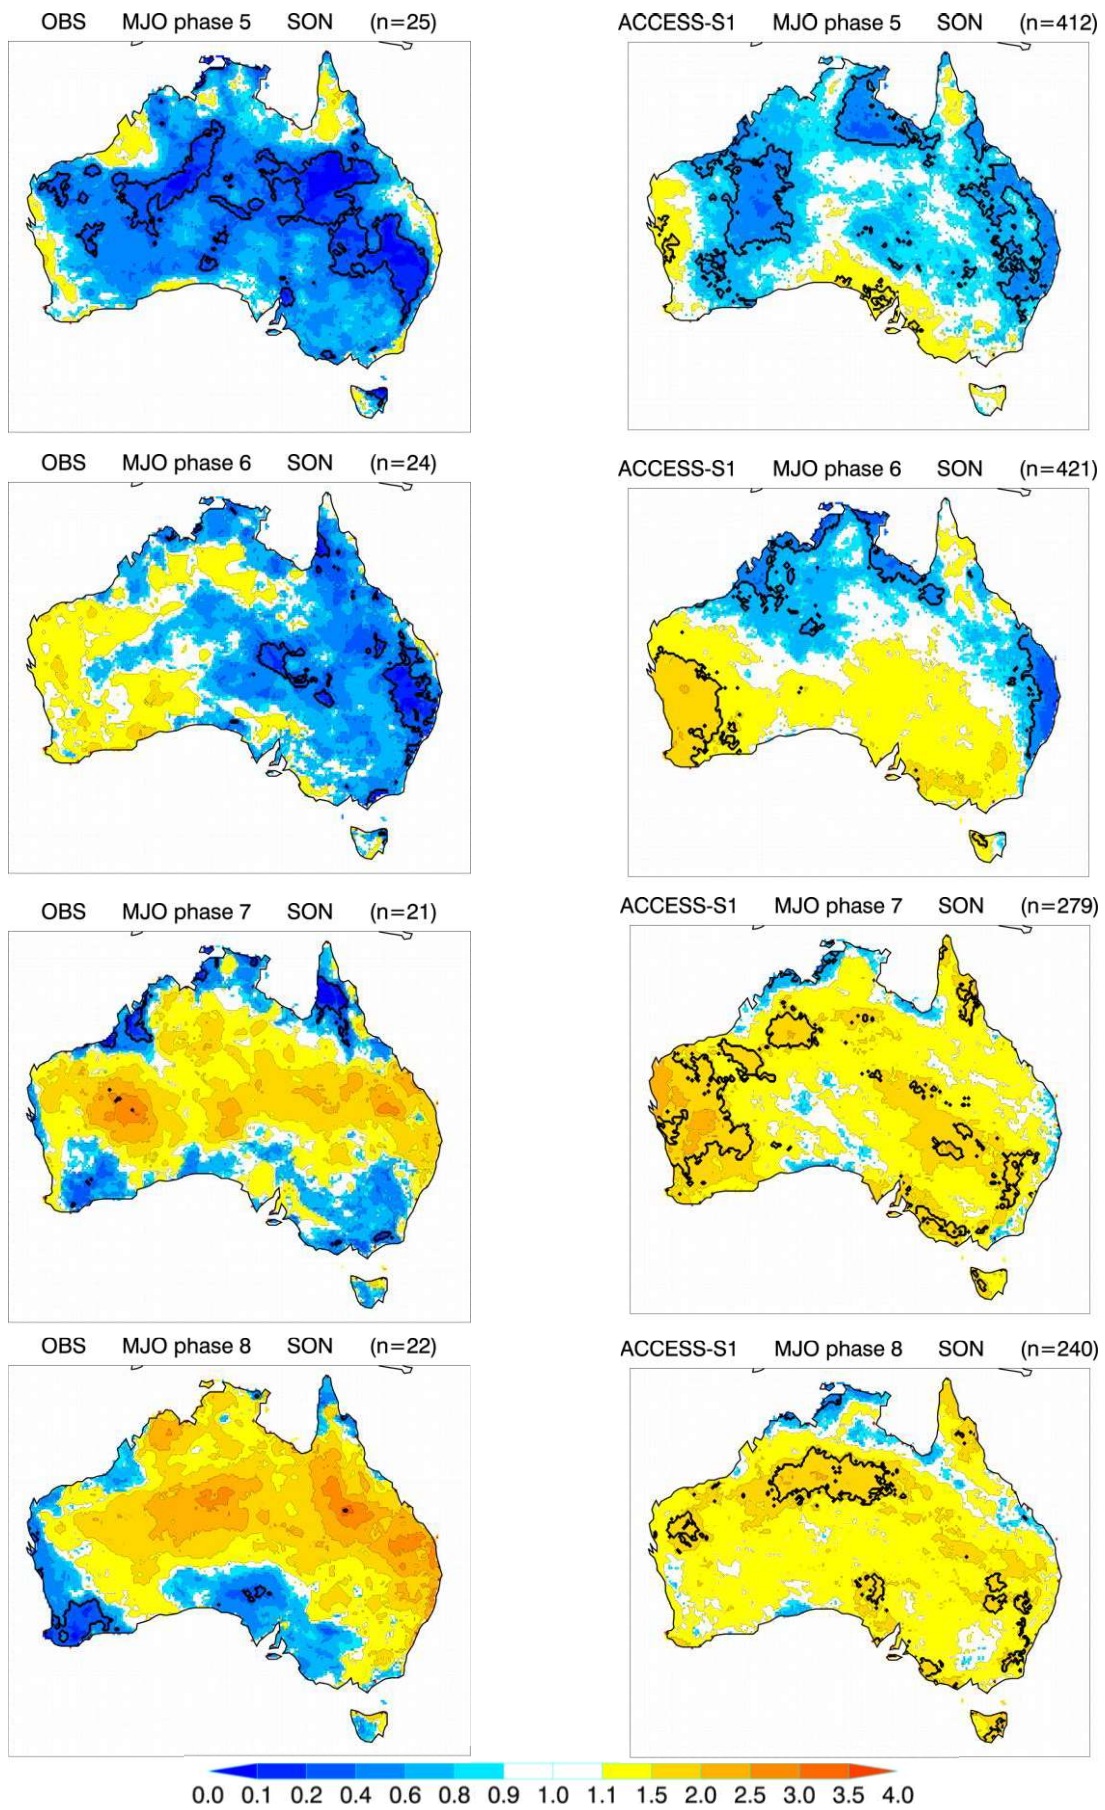 OBS MJO phase 5 SON (n=25)
ACCESS-S1 MJO phase 5 SON (n=412)
OBS MJO phase 6 SON (n=24)
ACCESS-S1 MJO phase 6 SON (n=421)
OBS MJO phase 7 SON (n=21)
ACCESS-S1 MJO phase 7 SON (n=279)
OBS MJO phase 8 SON (n=22)
ACCESS-S1 MJO phase 8 SON (n=240)
0.0 0.1 0.2 0.4 0.6 0.8 0.9 1.0 1.1 1.5 2.0 2.5 3.0 3.5 4.0